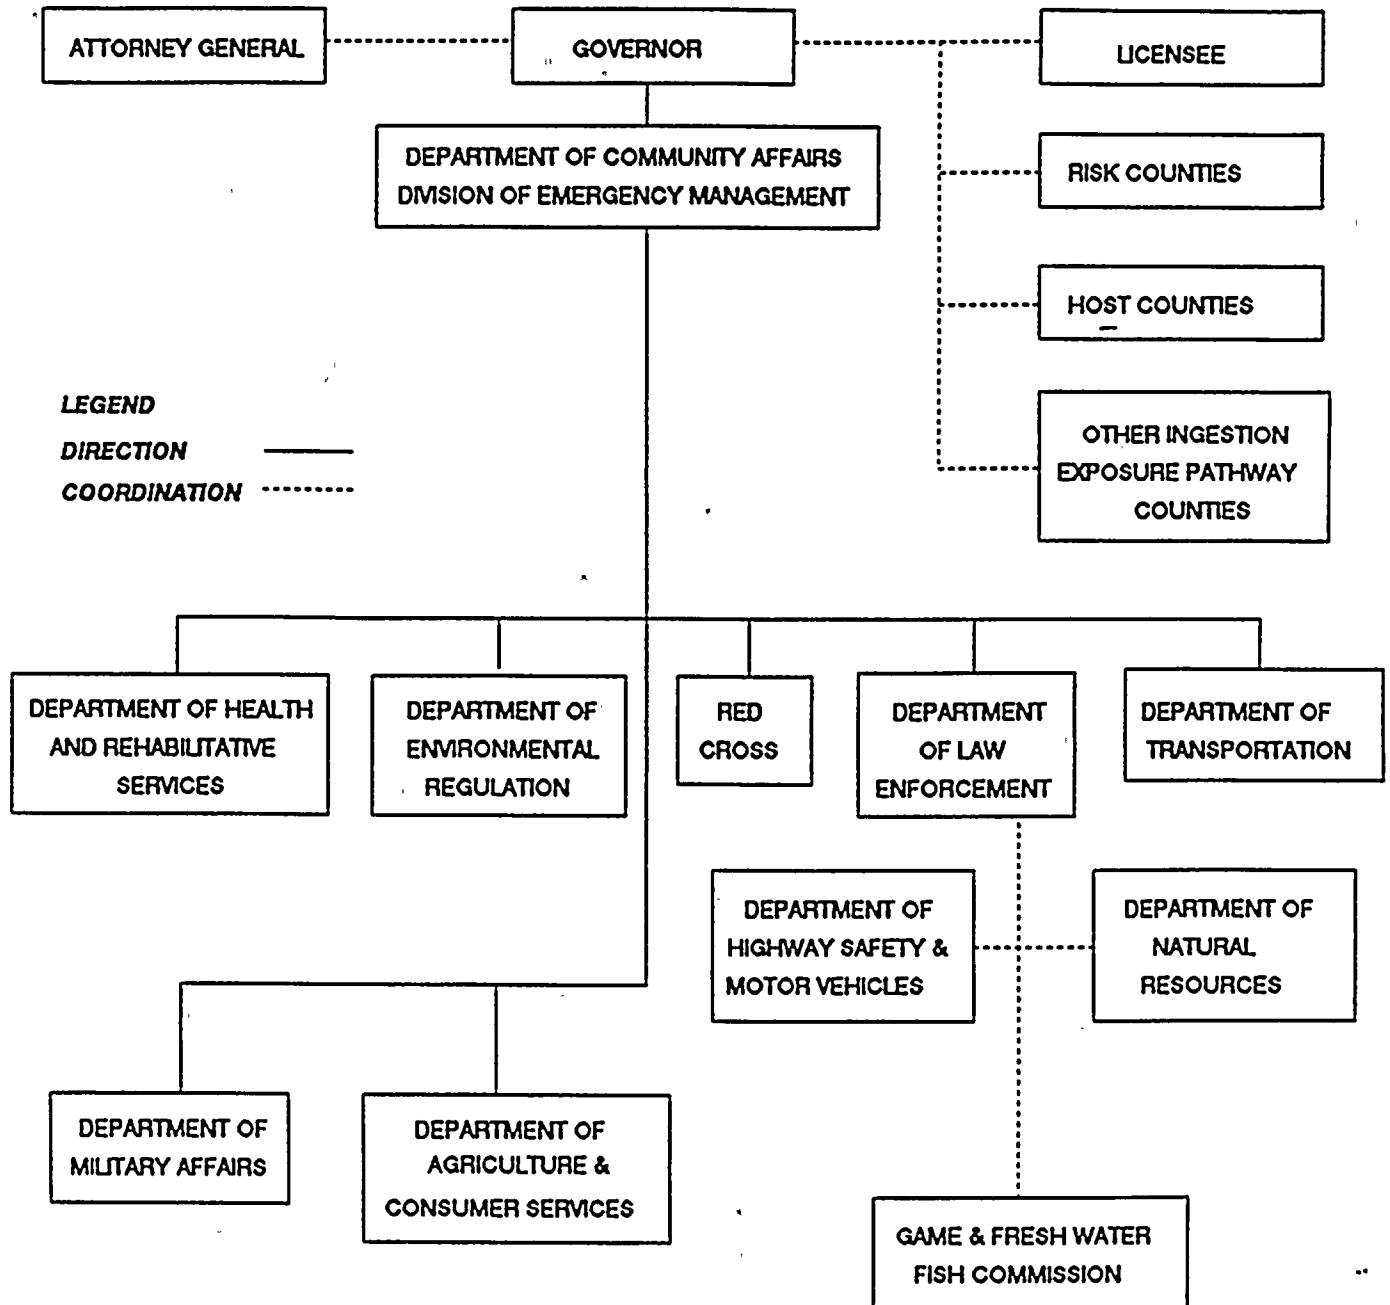 ATTORNEY GENERAL
GOVERNOR
LICENSEE
DEPARTMENT OF COMMUNITY AFFAIRS
DIVISION OF EMERGENCY MANAGEMENT
RISK COUNTIES
HOST COUNTIES
OTHER INGESTION
EXPOSURE PATHWAY
COUNTIES
LEGEND
DIRECTION
COORDINATION
DEPARTMENT OF HEALTH
AND REHABILITATIVE
SERVICES
DEPARTMENT OF
ENVIRONMENTAL
REGULATION
RED
CROSS
DEPARTMENT
OF LAW
ENFORCEMENT
DEPARTMENT OF
TRANSPORTATION
DEPARTMENT OF
HIGHWAY SAFETY &
MOTOR VEHICLES
DEPARTMENT OF
NATURAL
RESOURCES
DEPARTMENT OF
MILITARY AFFAIRS
DEPARTMENT OF
AGRICULTURE &
CONSUMER SERVICES
GAME & FRESH WATER
FISH COMMISSION